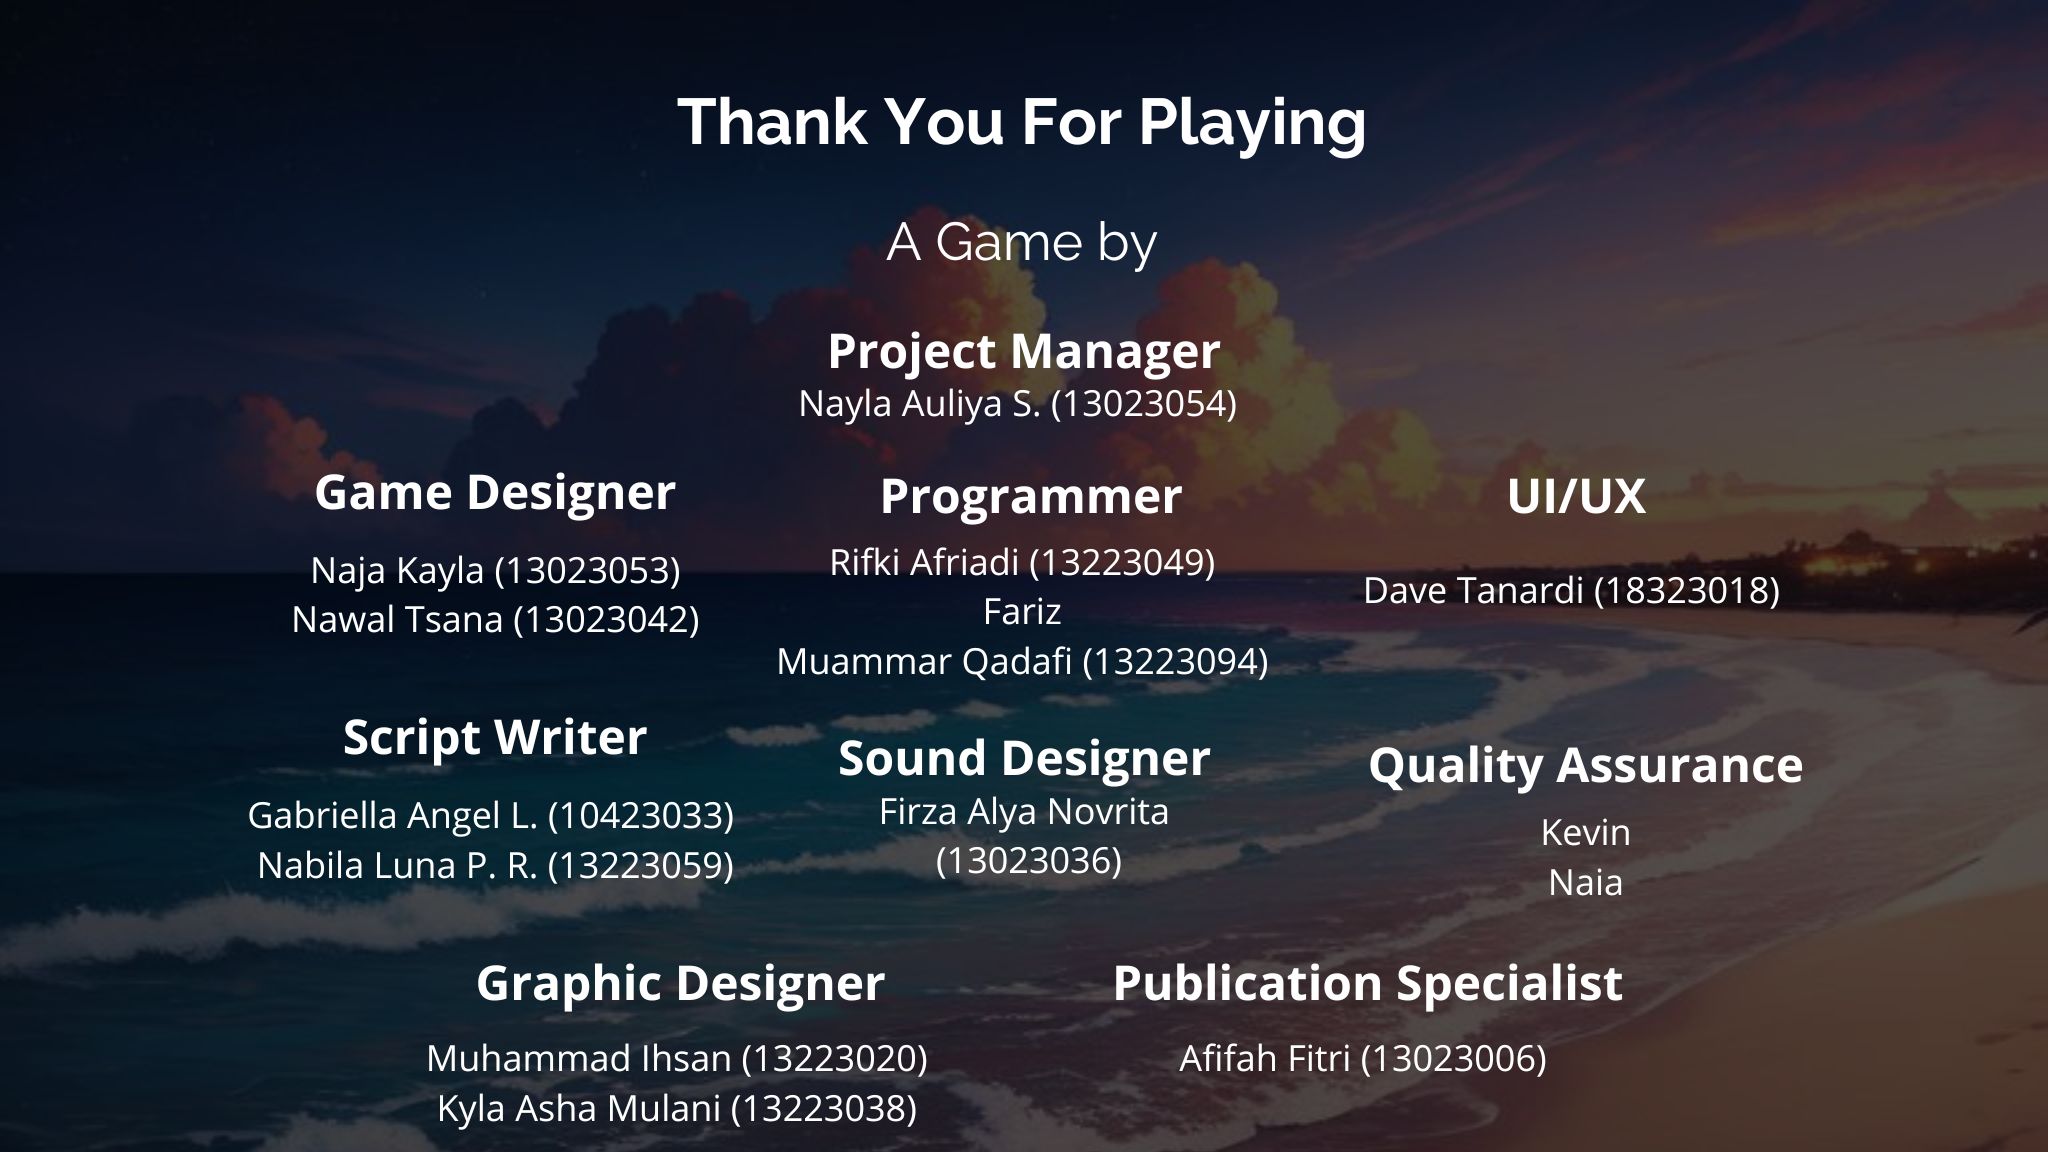 Thank You For Playing
A Game by
Project Manager
Nayla Auliya S. (13023054)
Game Designer
Naja Kayla (13023053)
Nawal Tsana (13023042)
Programmer
Rifki Afriadi (13223049)
Fariz
Muammar Qadafi (13223094)
UI/UX
Dave Tanardi (18323018)
Script Writer
Gabriella Angel L. (10423033)
Nabila Luna P. R. (13223059)
Sound Designer
Firza Alya Novrita
(13023036)
Quality Assurance
Kevin
Naia
Graphic Designer
Muhammad Ihsan (13223020)
Kyla Asha Mulani (13223038)
Publication Specialist
Afifah Fitri (13023006)